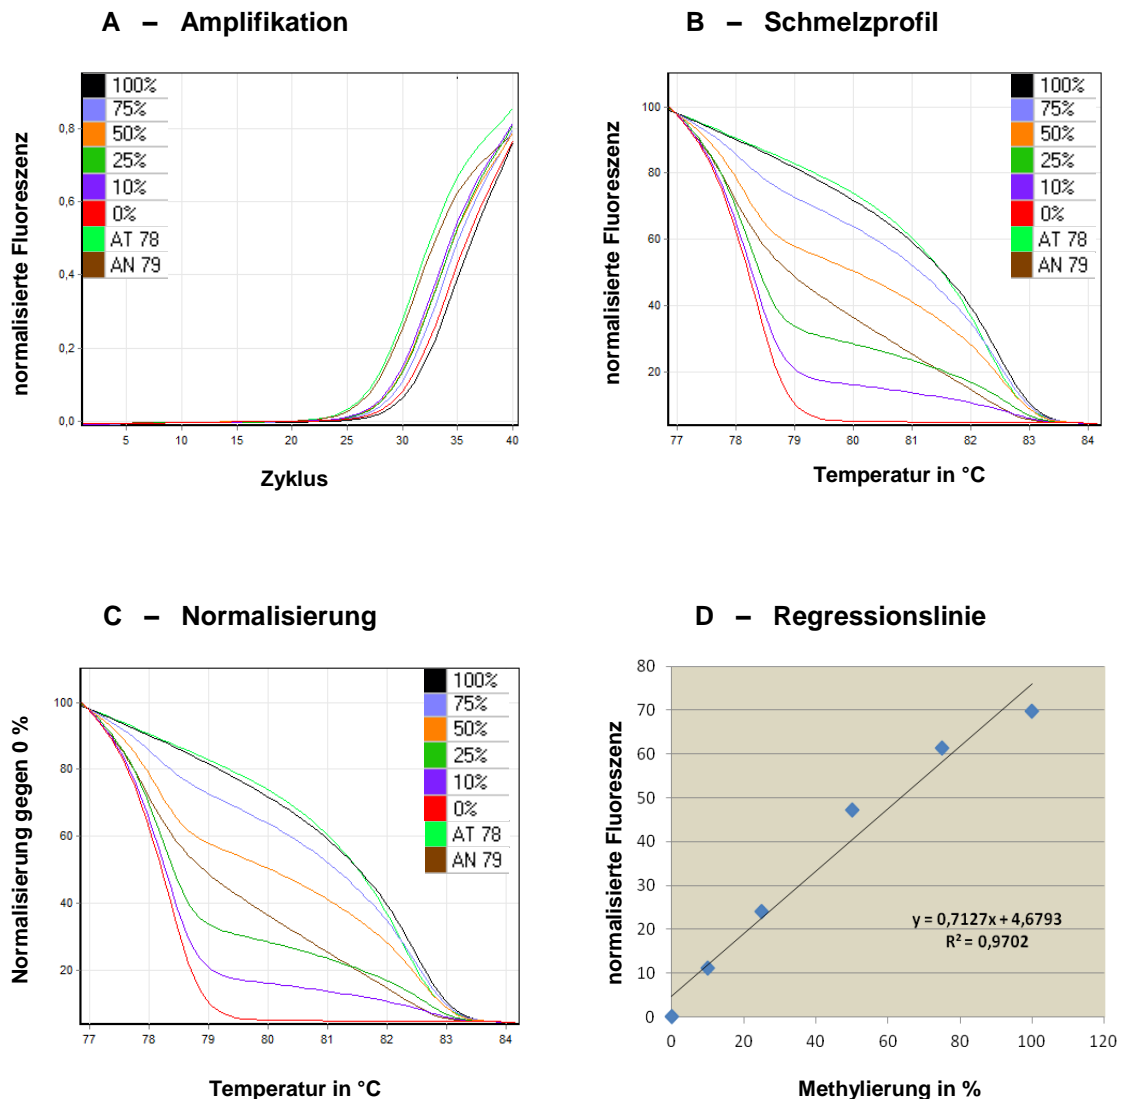 A – Amplifikation
normalisierte Fluoreszenz
100%
75%
50%
25%
10%
0%
AT 78
AN 79
0,8
0,6
0,4
0,2
0,0
5 10 15 20 25 30 35 40
Zyklus
B – Schmelzprofil
normalisierte Fluoreszenz
100%
75%
50%
25%
10%
0%
AT 78
AN 79
100
80
60
40
20
77 78 79 80 81 82 83 84
Temperatur in °C
C – Normalisierung
Normalisierung gegen 0 %
100%
75%
50%
25%
10%
0%
AT 78
AN 79
100
80
60
40
20
77 78 79 80 81 82 83 84
Temperatur in °C
D – Regressionslinie
normalisierte Fluoreszenz
80
70
60
50
40
30
20
10
0
y = 0,7127x + 4,6793
R² = 0,9702
0 20 40 60 80 100 120
Methylierung in %